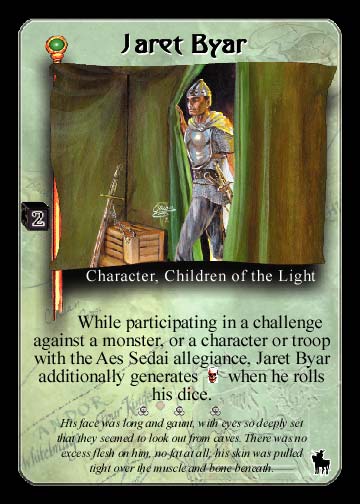 Jaret Byar
2
Character, Children of the Light
While participating in a challenge
against a monster, or a character or troop
with the Aes Sedai allegiance, Jaret Byar
additionally generates when he rolls
his dice.
His face was long and gaunt, with eyes so deeply set
that they seemed to look out from caves. There was no
excess flesh on him, no fat at all; his skin was pulled
tight over the muscle and bone beneath.